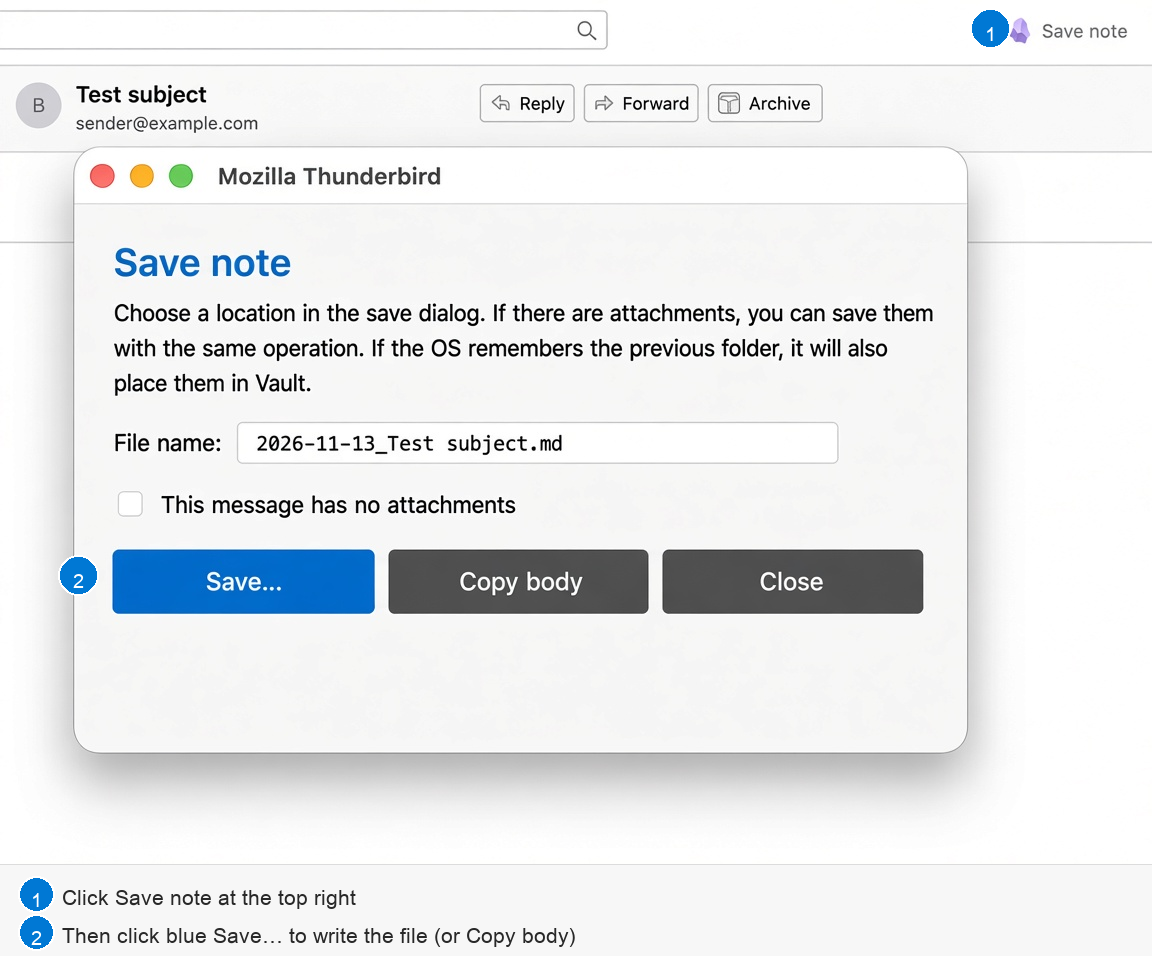 1 Save note
B
Test subject
sender@example.com
Reply
Forward
Archive
Mozilla Thunderbird
Save note
Choose a location in the save dialog. If there are attachments, you can save them
with the same operation. If the OS remembers the previous folder, it will also
place them in Vault.
File name: 2026-11-13_Test subject.md
This message has no attachments
2 Save... Copy body Close
1 Click Save note at the top right
2 Then click blue Save… to write the file (or Copy body)